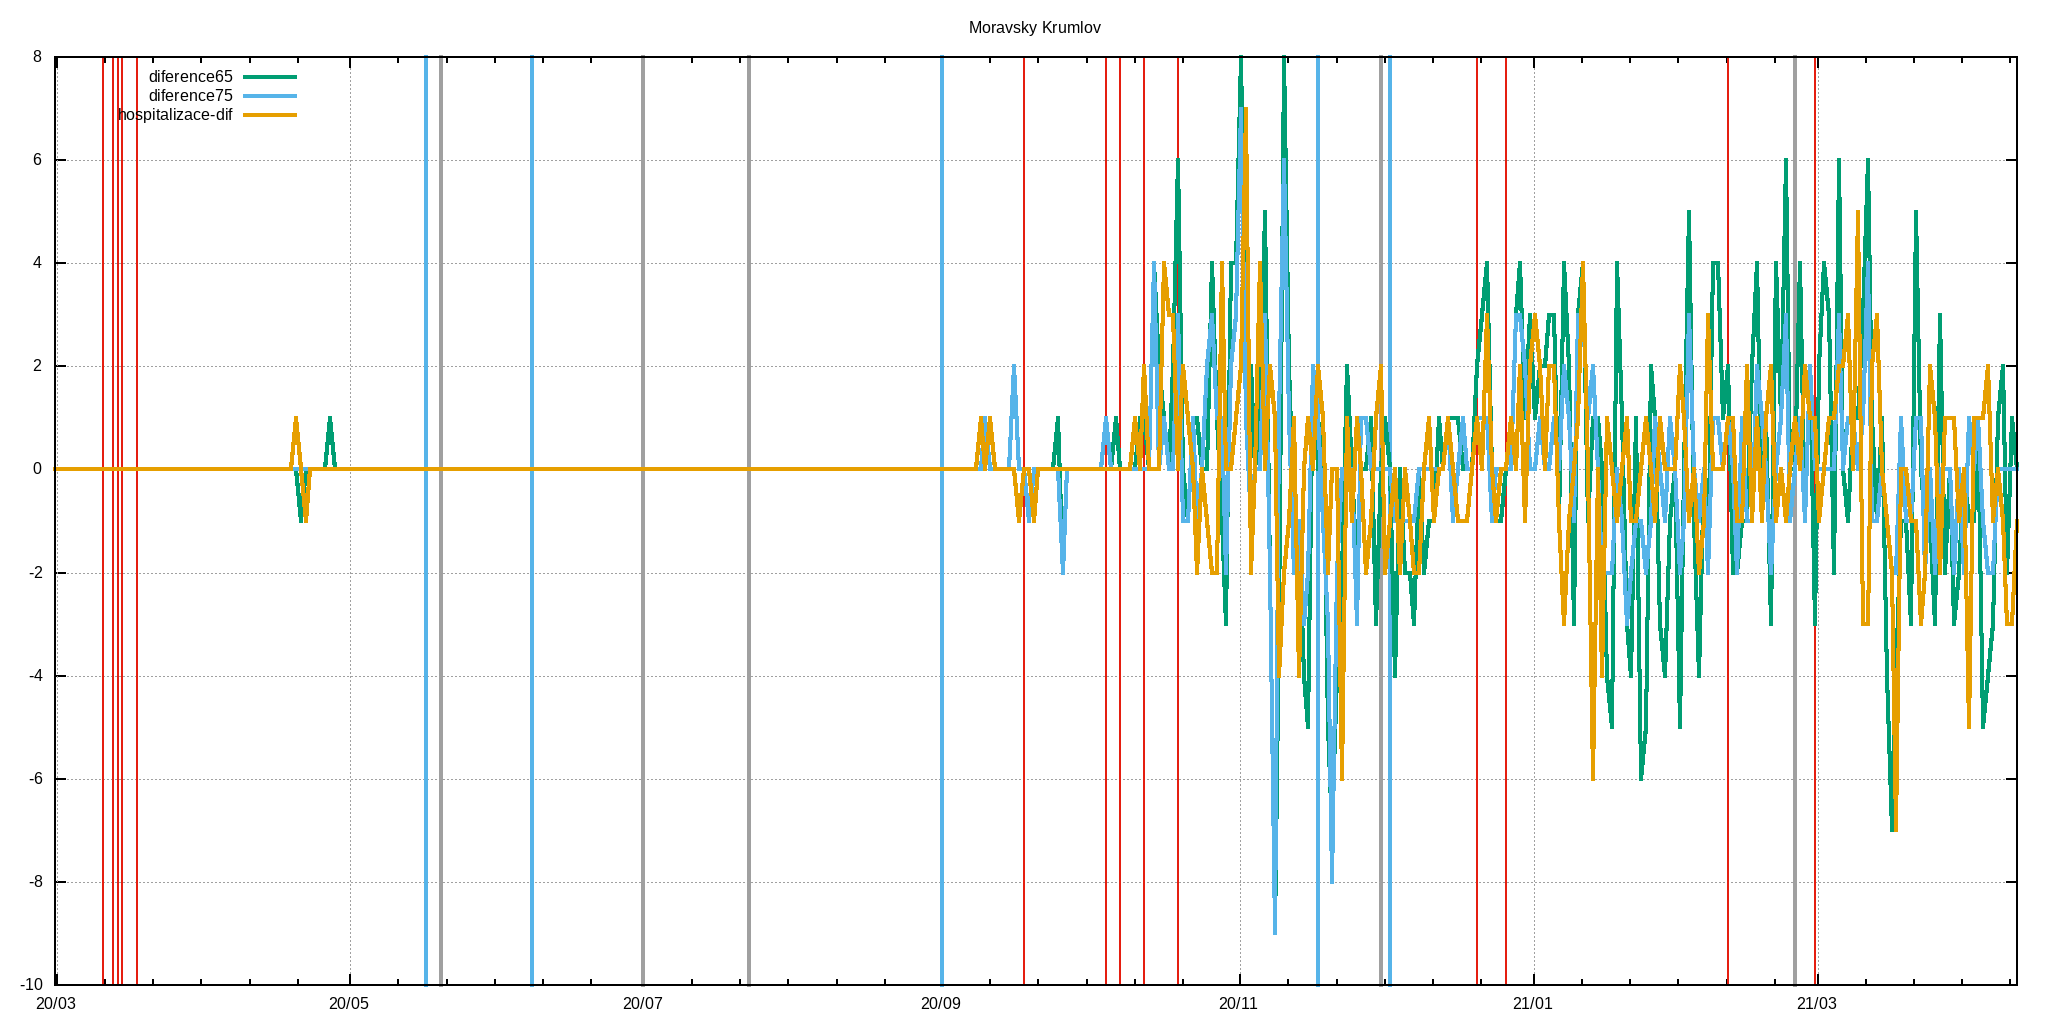 Moravsky Krumlov
8
diference65
diference75
hospitalizace-dif
6
4
2
0
-2
-4
-6
-8
-10
20/03 20/05 20/07 20/09 20/11 21/01 21/03